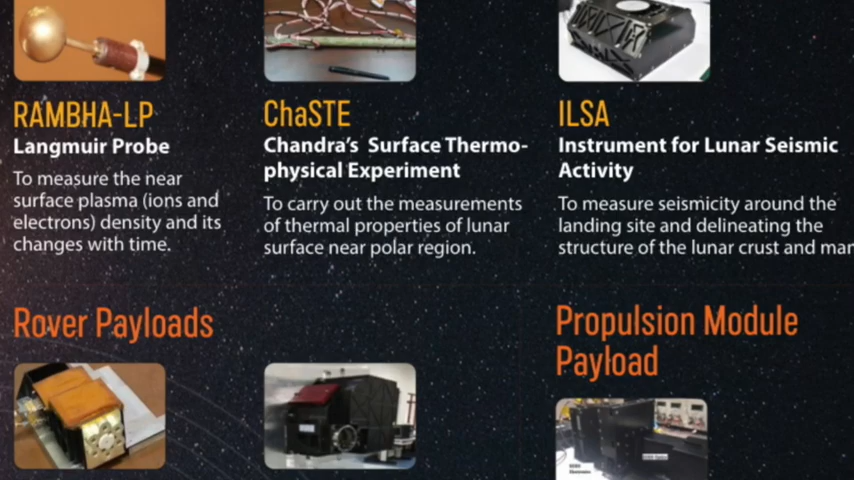 RAMBHA-LP
Langmuir Probe
To measure the near
surface plasma (ions and
electrons) density and its
changes with time.
ChaSTE
Chandra's Surface Thermo-
physical Experiment
To carry out the measurements
of thermal properties of lunar
surface near polar region.
ILSA
Instrument for Lunar Seismic
Activity
To measure seismicity around the
landing site and delineating the
structure of the lunar crust and man
Rover Payloads
Propulsion Module
Payload